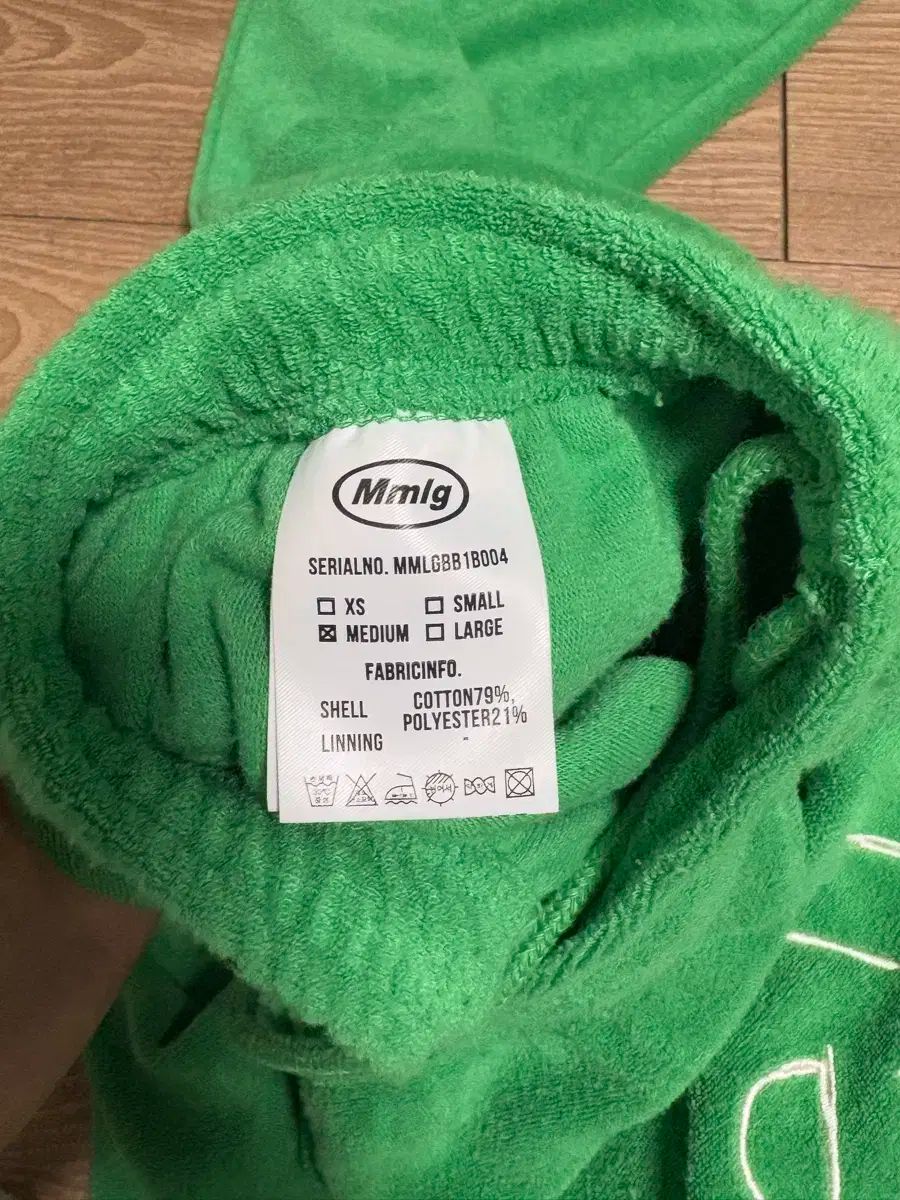 Mmlg
SERIALNO. MMLGBB1B004
XS SMALL
MEDIUM LARGE
FABRICINFO.
SHELL COTTON79%,
POLYESTER21%
LINNING -